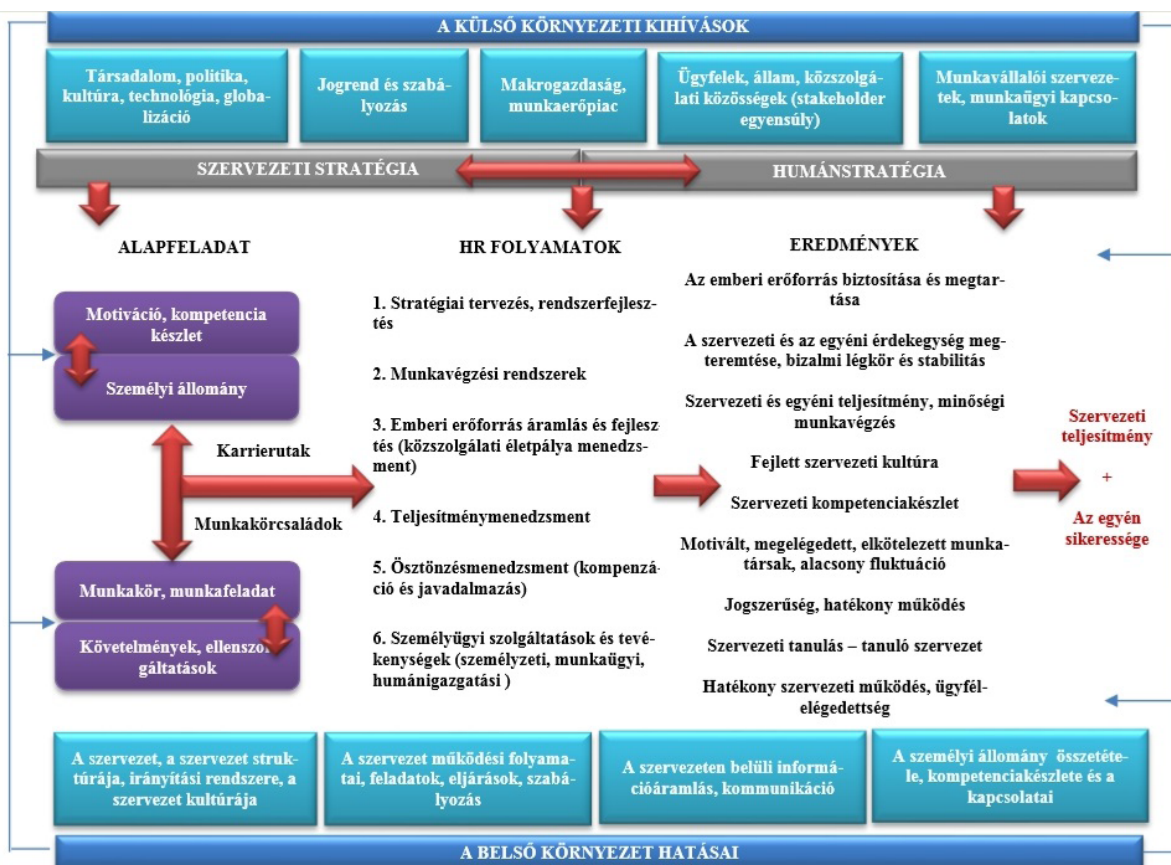 A KÜLSŐ KÖRNYEZETI KIHÍVÁSOK
Társadalom, politika,
kultúra, technológia, globa-
lizáció
Jogrend és szabá-
lyozás
Makrogazdaság,
munkaerőpiac
Ügyfelek, állam, közszolgá-
lati közösségek (stakeholder
egyensúly)
Munkavállalói szerveze-
tek, munkaügyi kapcso-
latok
SZERVEZETI STRATÉGIA
HUMÁNSTRATÉGIA
ALAPFELADAT
Motiváció, kompetencia
készlet
Személyi állomány
Karrierutak
Munkakörcsaládok
Munkakör, munkafeladat
Követelmények, ellenszol-
gáltatások
HR FOLYAMATOK
1. Stratégiai tervezés, rendszerfejlesz-
tés
2. Munkavégzési rendszerek
3. Emberi erőforrás áramlás és fejlesz-
tés (közszolgálati életpálya menedzs-
ment)
4. Teljesítménymenedzsment
5. Ösztönzésmenedzsment (kompenzá-
ció és javadalmazás)
6. Személyügyi szolgáltatások és tevé-
kenységek (személyzeti, munkaügyi,
humánigazgatási )
EREDMÉNYEK
Az emberi erőforrás biztosítása és megtar-
tása
A szervezeti és az egyéni érdekegység meg-
teremtése, bizalmi légkör és stabilitás
Szervezeti és egyéni teljesítmény, minőségi
munkavégzés
Fejlett szervezeti kultúra
Szervezeti kompetenciakészlet
Motivált, megelégedett, elkötelezett munka-
társak, alacsony fluktuáció
Jogszerűség, hatékony működés
Szervezeti tanulás – tanuló szervezet
Hatékony szervezeti működés, ügyfél-
elégedettség
Szervezeti
teljesítmény
+
Az egyén
sikeressége
A szervezet, a szervezet struk-
túrája, irányítási rendszere, a
szervezet kultúrája
A szervezet működési folyama-
tai, feladatok, eljárások, szabá-
lyozás
A szervezeten belüli informá-
cióáramlás, kommunikáció
A személyi állomány összetéte-
le, kompetenciakészlete és a
kapcsolatai
A BELSŐ KÖRNYEZET HATÁSAI